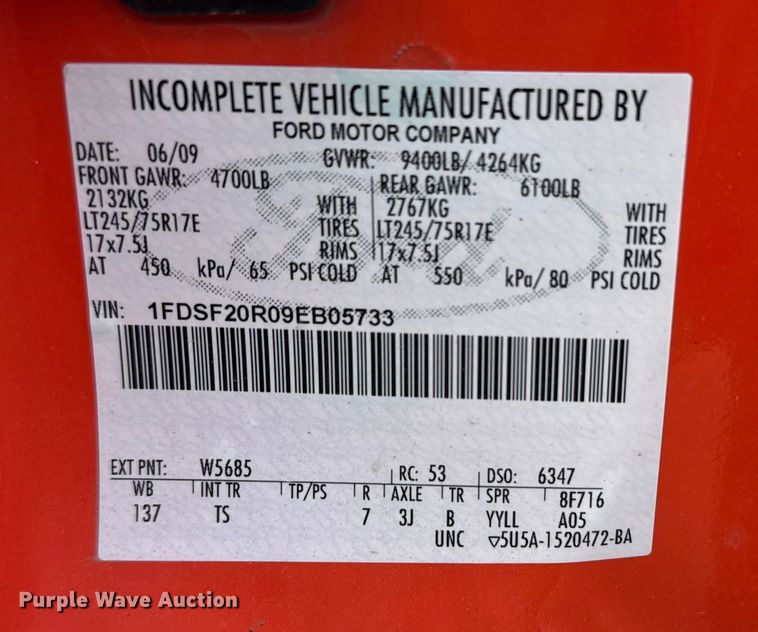 INCOMPLETE VEHICLE MANUFACTURED BY
FORD MOTOR COMPANY
DATE: 06/09 GVWR: 9400LB/ 4264KG
FRONT GAWR: 4700LB REAR GAWR: 6100LB
2132KG WITH 2767KG WITH
LT245/75R17E TIRES LT245/75R17E TIRES
17x7.5J RIMS 17x7.5J RIMS
AT 450 kPa/ 65 PSI COLD AT 550 kPa/ 80 PSI COLD
VIN: 1FDSF20R09EB05733
EXT PNT: W5685 RC: 53 DSO: 6347
WB INT TR TP/PS R AXLE TR SPR 8F716
137 TS 7 3J B YYLL A05
UNC ▽5U5A-1520472-BA
Purple Wave Auction